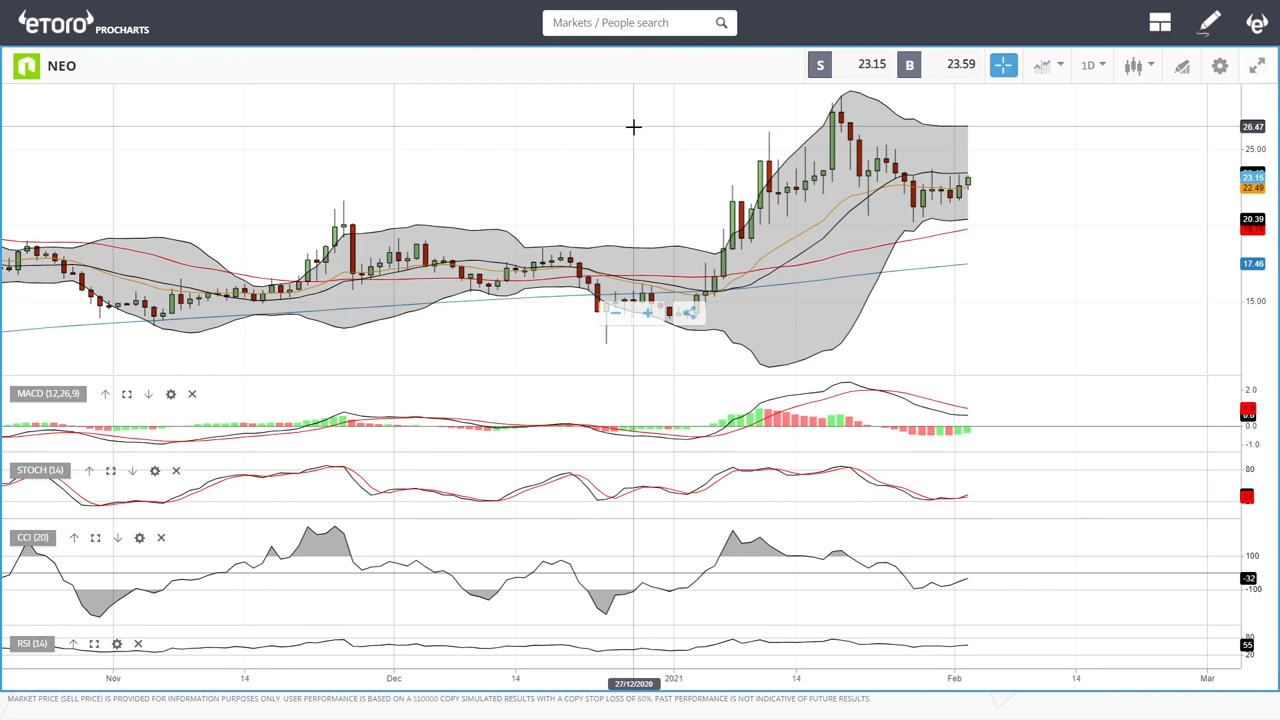 eToro PROCHARTS
Markets / People search
NEO
S 23.15 B 23.59
1D
26.47
25.00
23.15
22.49
20.39
17.46
15.00
MACD (12,26,9)
2.0
0.0
-1.0
STOCH (14)
80
CCI (20)
100
-32
-100
RSI (14)
80
55
20
Nov 14 Dec 14 27/12/2020 2021 14 Feb 14 Mar
MARKET PRICE (SELL PRICE) IS PROVIDED FOR INFORMATION PURPOSES ONLY. USER PERFORMANCE IS BASED ON A $10000 COPY SIMULATED RESULTS WITH A COPY STOP LOSS OF 60%. PAST PERFORMANCE IS NOT INDICATIVE OF FUTURE RESULTS.